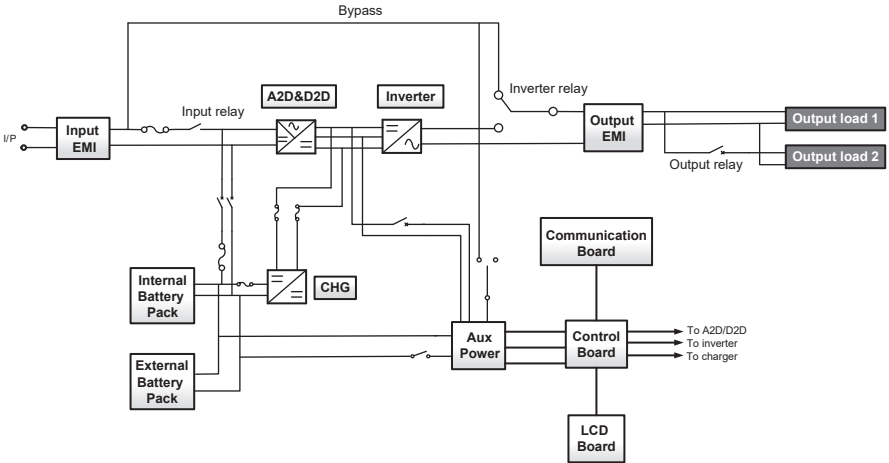 Bypass
A2D&D2D
Inverter
Inverter relay
Input relay
I/P
Input
EMI
Output
EMI
Output load 1
Output load 2
Output relay
Communication
Board
Internal
Battery
Pack
CHG
Aux
Power
Control
Board
To A2D/D2D
To inverter
To charger
External
Battery
Pack
LCD
Board